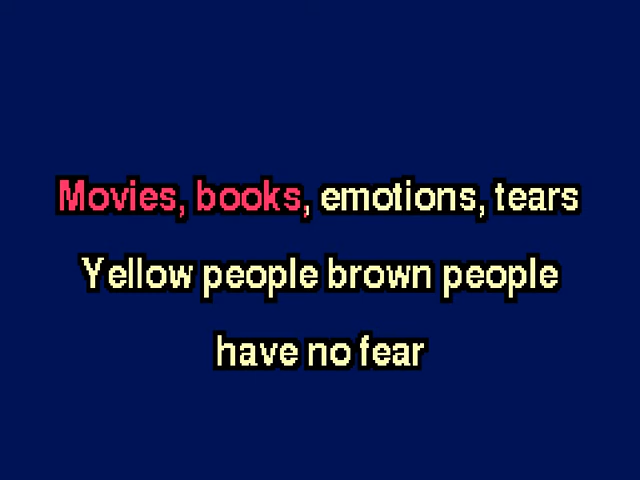 Movies, books, emotions, tears
Yellow people brown people
have no fear